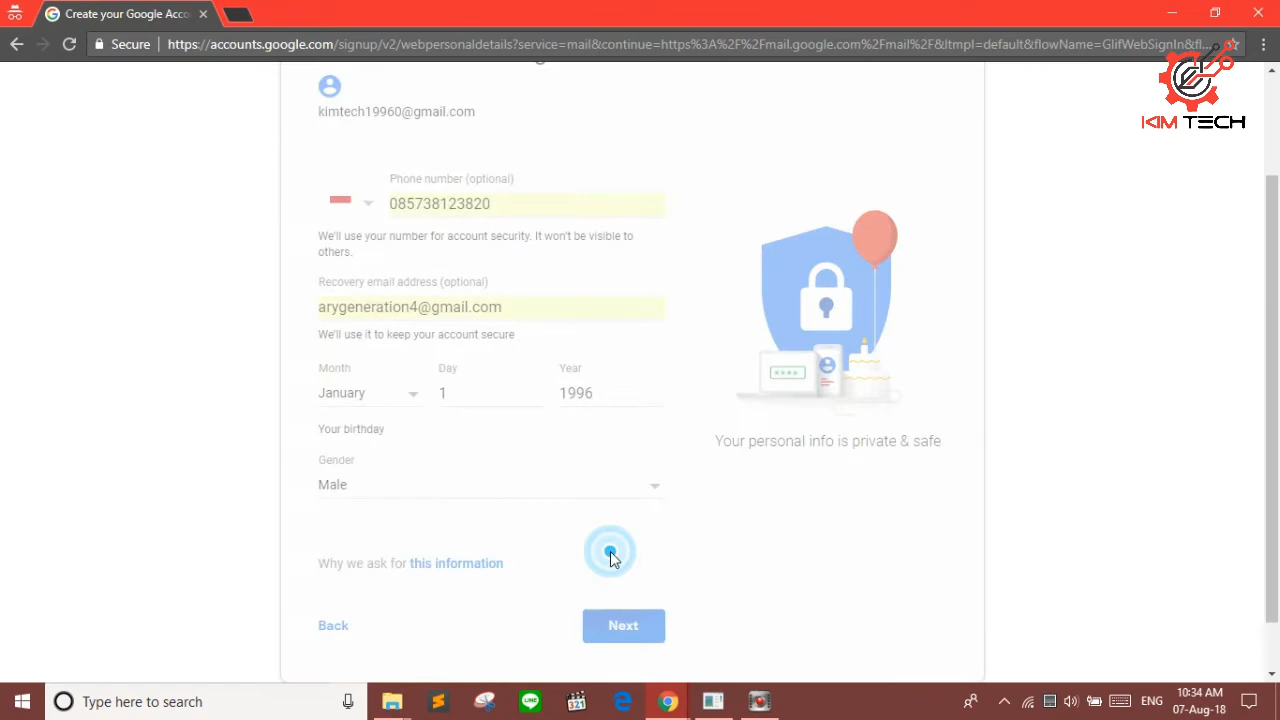 Create your Google Acco
Secure
https://accounts.google.com/signup/v2/webpersonaldetails?service=mail&continue=https%3A%2F%2Fmail.google.com%2Fmail%2F&ltmpl=default&flowName=GlifWebSignIn&fl
KIM TECH
kimtech19960@gmail.com
Phone number (optional)
085738123820
We'll use your number for account security. It won't be visible to
others.
Recovery email address (optional)
arygeneration4@gmail.com
We'll use it to keep your account secure
Month Day Year
January 1 1996
Your birthday
Gender
Male
Your personal info is private & safe
Why we ask for this information
Back Next
Type here to search
321
ENG
10:34 AM
07-Aug-18